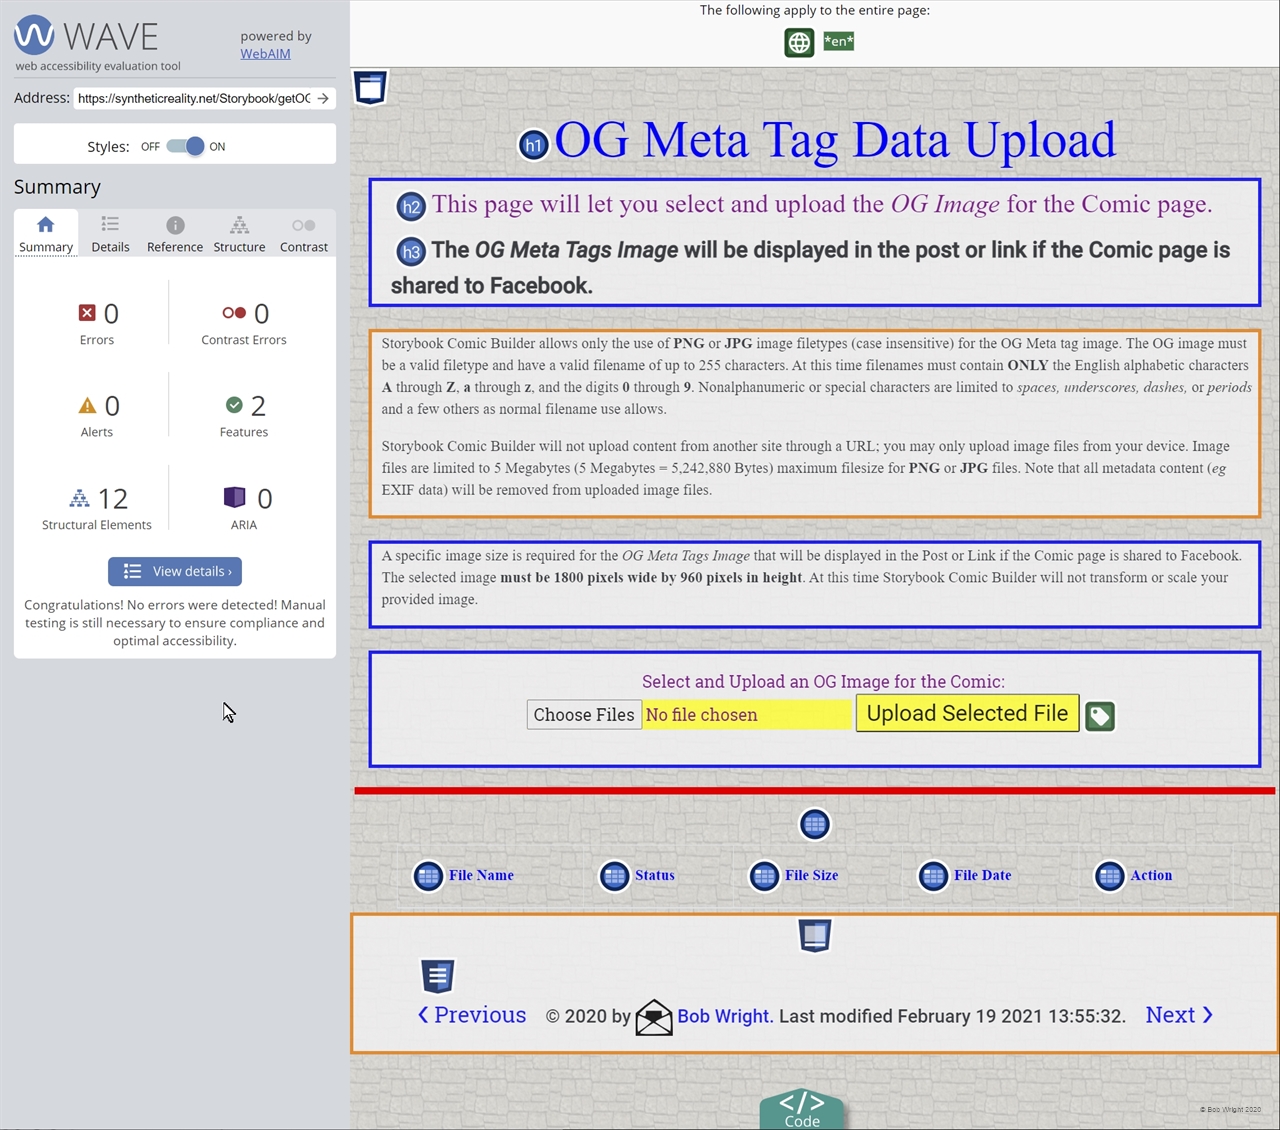 WAVE
powered by
WebAIM
web accessibility evaluation tool
Address: https://syntheticreality.net/Storybook/getOC
Styles: OFF ON
Summary
Summary Details Reference Structure Contrast
0 0
Errors Contrast Errors
0 2
Alerts Features
12 0
Structural Elements ARIA
View details ›
Congratulations! No errors were detected! Manual
testing is still necessary to ensure compliance and
optimal accessibility.
The following apply to the entire page:
*en*
h1 OG Meta Tag Data Upload
h2 This page will let you select and upload the OG Image for the Comic page.
h3 The OG Meta Tags Image will be displayed in the post or link if the Comic page is
shared to Facebook.
Storybook Comic Builder allows only the use of PNG or JPG image filetypes (case insensitive) for the OG Meta tag image. The OG image must
be a valid filetype and have a valid filename of up to 255 characters. At this time filenames must contain ONLY the English alphabetic characters
A through Z, a through z, and the digits 0 through 9. Nonalphanumeric or special characters are limited to spaces, underscores, dashes, or periods
and a few others as normal filename use allows.
Storybook Comic Builder will not upload content from another site through a URL; you may only upload image files from your device. Image
files are limited to 5 Megabytes (5 Megabytes = 5,242,880 Bytes) maximum filesize for PNG or JPG files. Note that all metadata content (eg
EXIF data) will be removed from uploaded image files.
A specific image size is required for the OG Meta Tags Image that will be displayed in the Post or Link if the Comic page is shared to Facebook.
The selected image must be 1800 pixels wide by 960 pixels in height. At this time Storybook Comic Builder will not transform or scale your
provided image.
Select and Upload an OG Image for the Comic:
Choose Files No file chosen Upload Selected File
File Name Status File Size File Date Action
‹ Previous © 2020 by Bob Wright. Last modified February 19 2021 13:55:32. Next ›
</> 
Code
© Bob Wright 2020